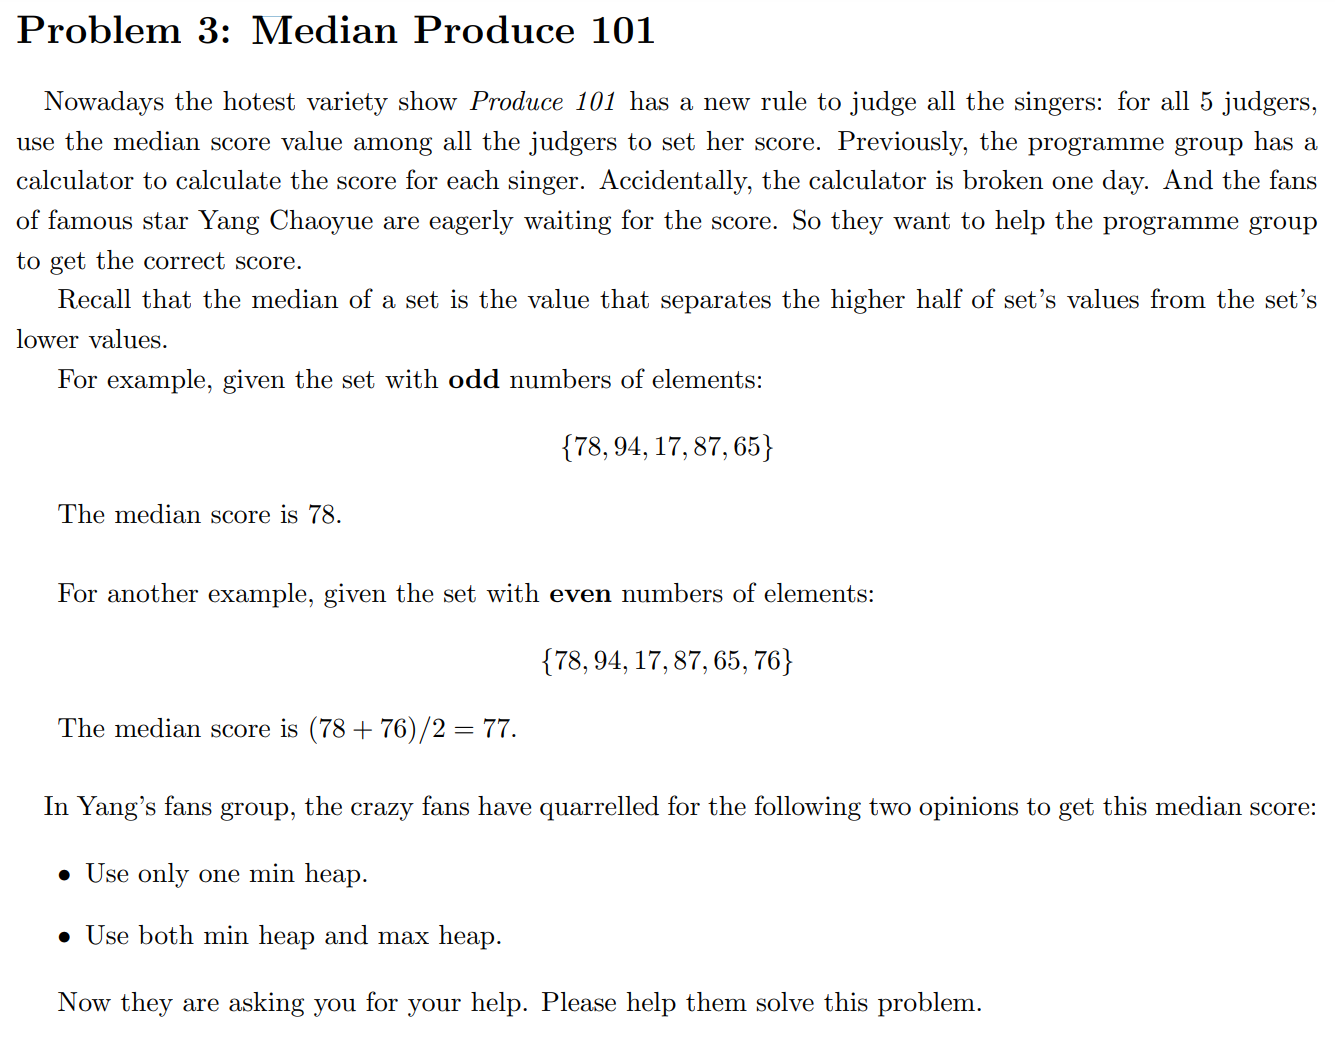 Problem 3: Median Produce 101
Nowadays the hotest variety show Produce 101 has a new rule to judge all the singers: for all 5 judgers,
use the median score value among all the judgers to set her score. Previously, the programme group has a
calculator to calculate the score for each singer. Accidentally, the calculator is broken one day. And the fans
of famous star Yang Chaoyue are eagerly waiting for the score. So they want to help the programme group
to get the correct score.
Recall that the median of a set is the value that separates the higher half of set's values from the set's
lower values.
For example, given the set with odd numbers of elements:
{78, 94, 17, 87, 65}
The median score is 78.
For another example, given the set with even numbers of elements:
{78, 94, 17, 87, 65, 76}
The median score is (78 + 76)/2 = 77.
In Yang's fans group, the crazy fans have quarrelled for the following two opinions to get this median score:
• Use only one min heap.
• Use both min heap and max heap.
Now they are asking you for your help. Please help them solve this problem.